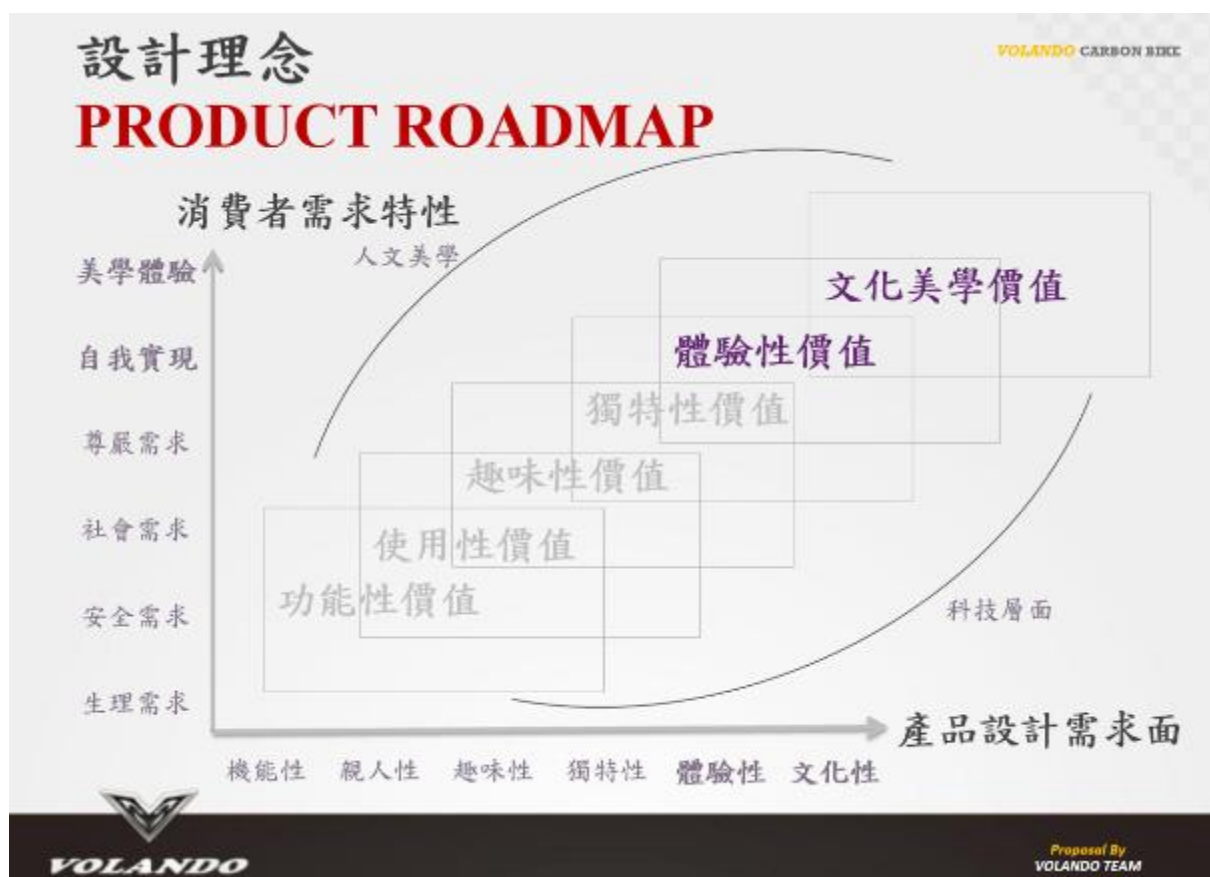 設計理念
VOLANDO CARBON BIKE
PRODUCT ROADMAP
消費者需求特性
人文美學
美學體驗
文化美學價值
自我實現
體驗性價值
獨特性價值
尊嚴需求
趣味性價值
社會需求
使用性價值
功能性價值
安全需求
科技層面
生理需求
產品設計需求面
機能性 親人性 趣味性 獨特性 體驗性 文化性
VOLANDO
Proposal By
VOLANDO TEAM